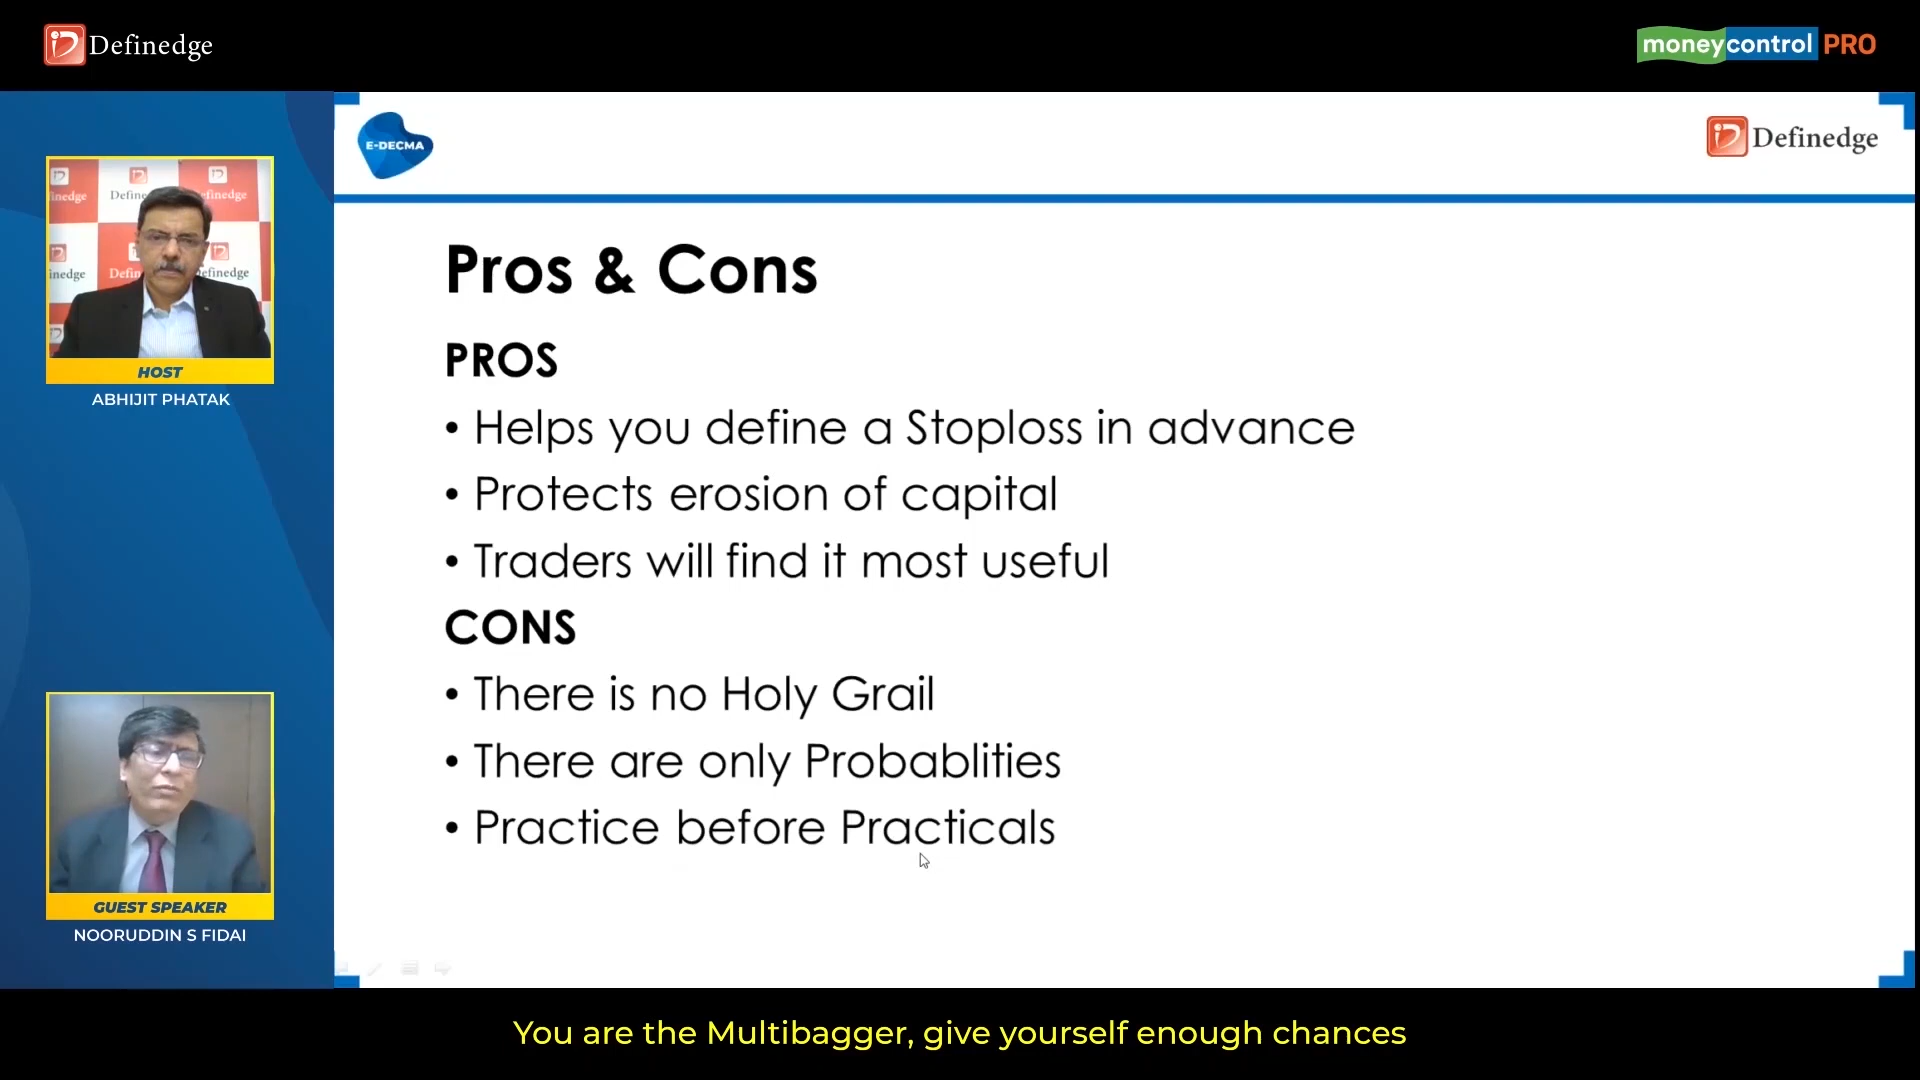 Definedge
moneycontrol PRO
E-DECMA
Definedge
HOST
ABHIJIT PHATAK
GUEST SPEAKER
NOORUDDIN S FIDAI
Pros & Cons
PROS
• Helps you define a Stoploss in advance
• Protects erosion of capital
• Traders will find it most useful
CONS
• There is no Holy Grail
• There are only Probablities
• Practice before Practicals
You are the Multibagger, give yourself enough chances